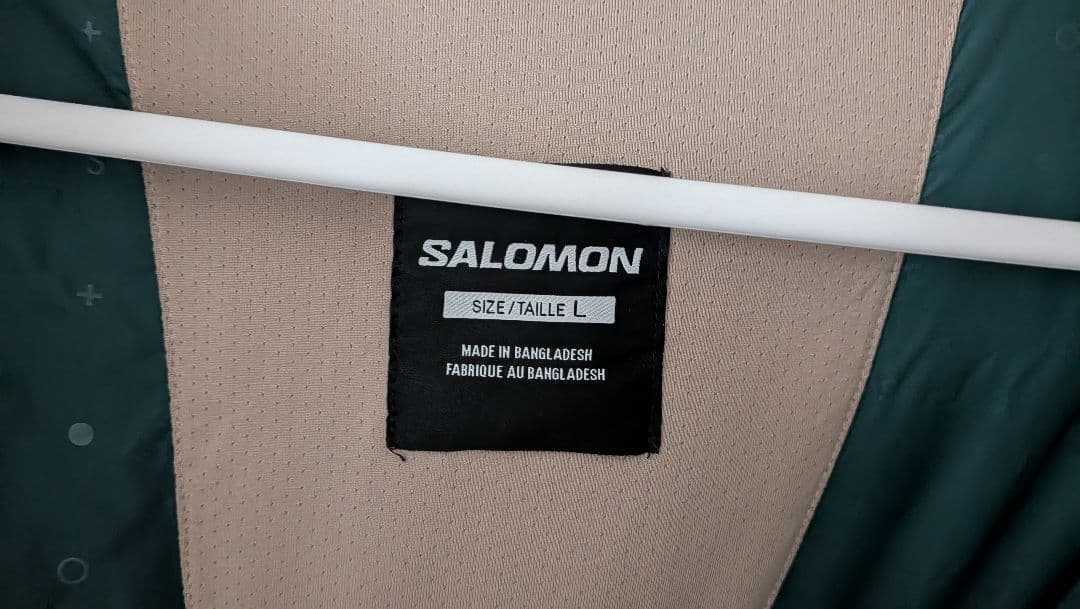 SALOMON
SIZE/TAILLE L
MADE IN BANGLADESH
FABRIQUE AU BANGLADESH